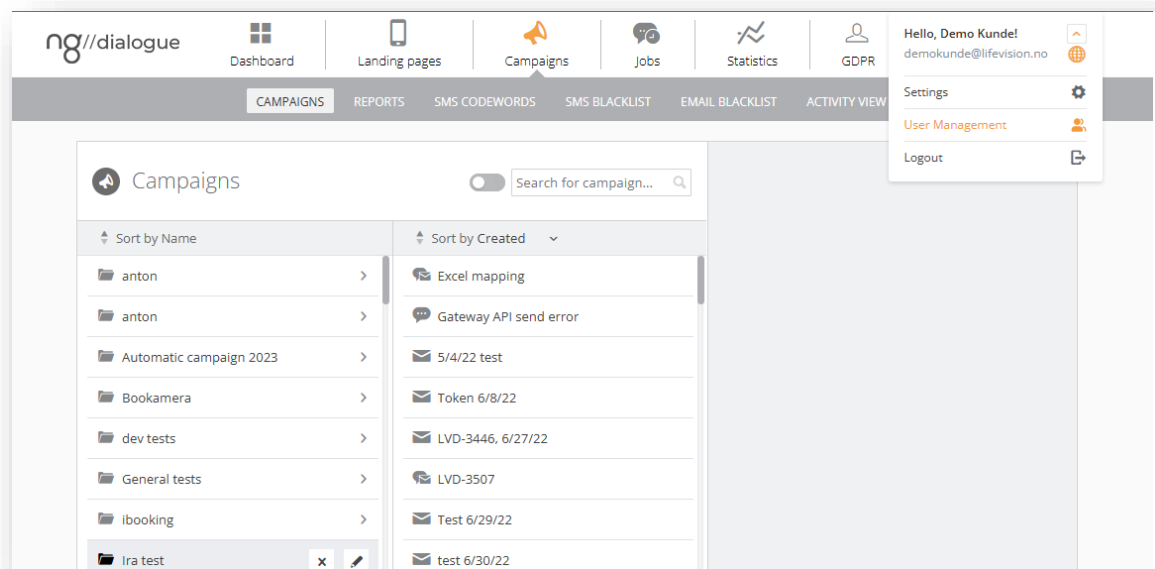 ng//dialogue
Dashboard
Landing pages
Campaigns
Jobs
Statistics
GDPR
Hello, Demo Kunde!
demokunde@lifevision.no
Settings
User Management
Logout
CAMPAIGNS
REPORTS
SMS CODEWORDS
SMS BLACKLIST
EMAIL BLACKLIST
ACTIVITY VIEW
Campaigns
Search for campaign...
Sort by Name
anton
anton
Automatic campaign 2023
Bookamera
dev tests
General tests
ibooking
Ira test
Sort by Created
Excel mapping
Gateway API send error
5/4/22 test
Token 6/8/22
LVD-3446, 6/27/22
LVD-3507
Test 6/29/22
test 6/30/22